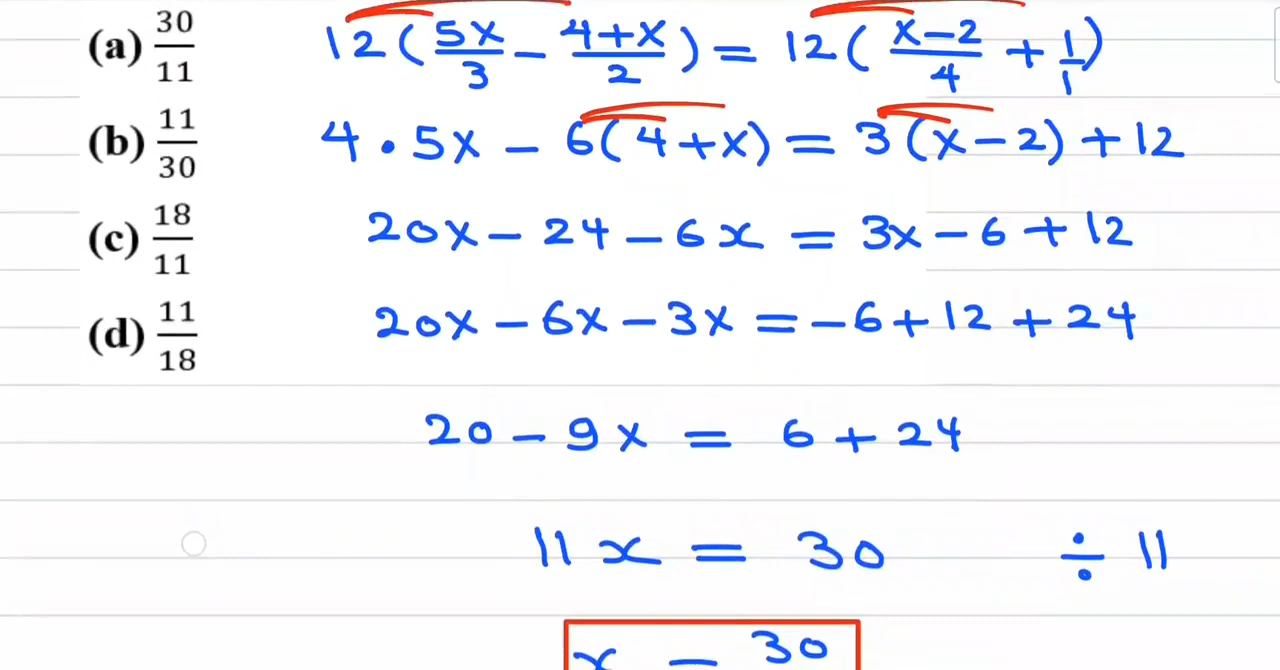 (a) 30/11
(b) 11/30
(c) 18/11
(d) 11/18
12(5x/3 - (4+x)/2) = 12((x-2)/4 + 1/1)
4 · 5x - 6(4+x) = 3(x-2)+12
20x - 24 - 6x = 3x - 6 + 12
20x - 6x - 3x = -6 + 12 + 24
20 - 9x = 6 + 24
11x = 30 ÷ 11
x = 30